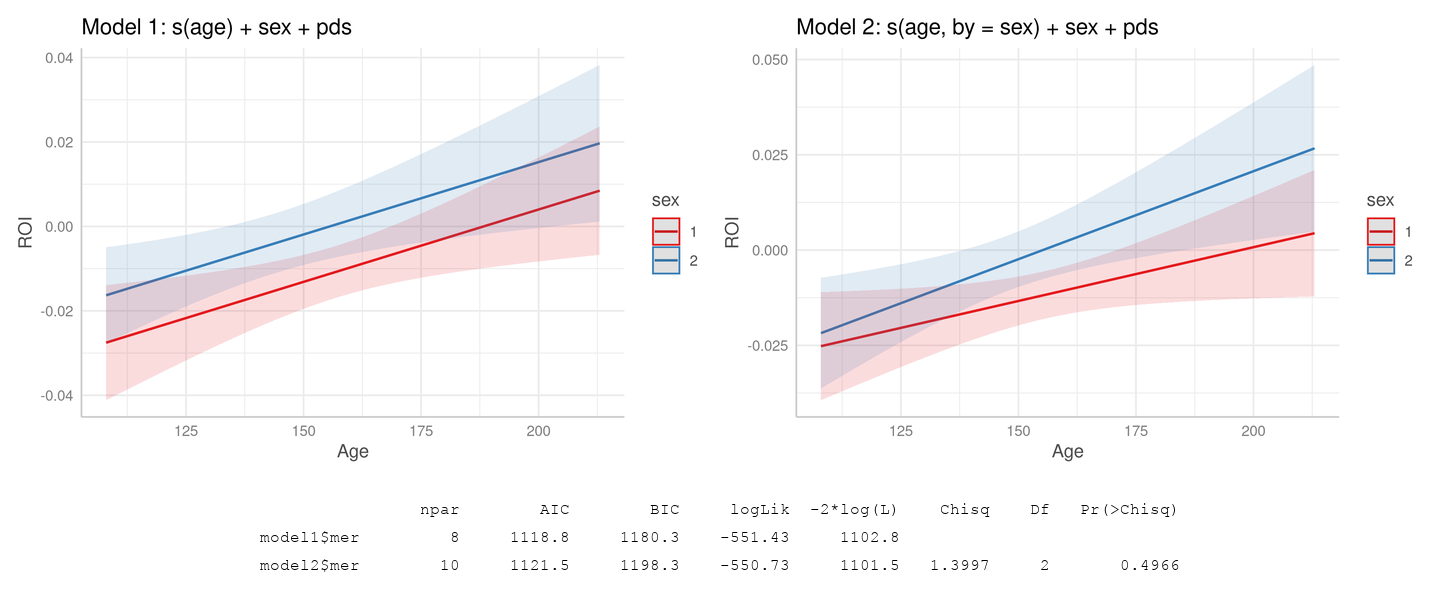 Model 1: s(age) + sex + pds
0.04
0.02
0.00
-0.02
-0.04
ROI
125 150 175 200
Age
sex
1
2
Model 2: s(age, by = sex) + sex + pds
0.050
0.025
0.000
-0.025
ROI
125 150 175 200
Age
sex
1
2
npar AIC BIC logLik -2*log(L) Chisq Df Pr(>Chisq)
model1$mer 8 1118.8 1180.3 -551.43 1102.8
model2$mer 10 1121.5 1198.3 -550.73 1101.5 1.3997 2 0.4966